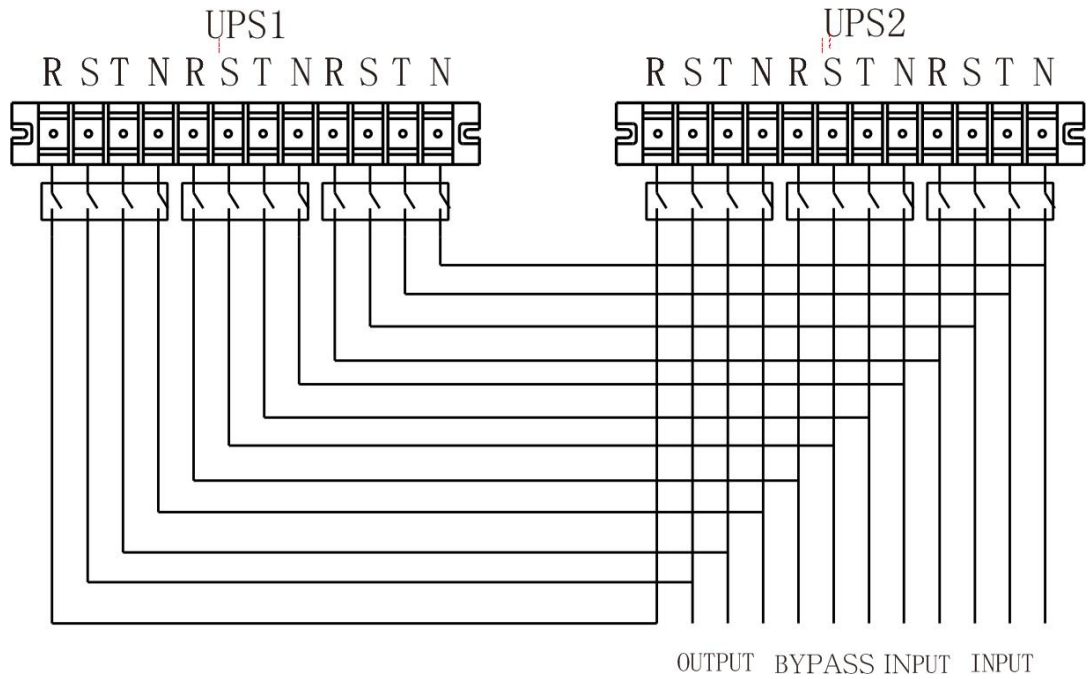 UPS1 UPS2
R S T N R S T N R S T N R S T N R S T N R S T N
OUTPUT BYPASS INPUT INPUT